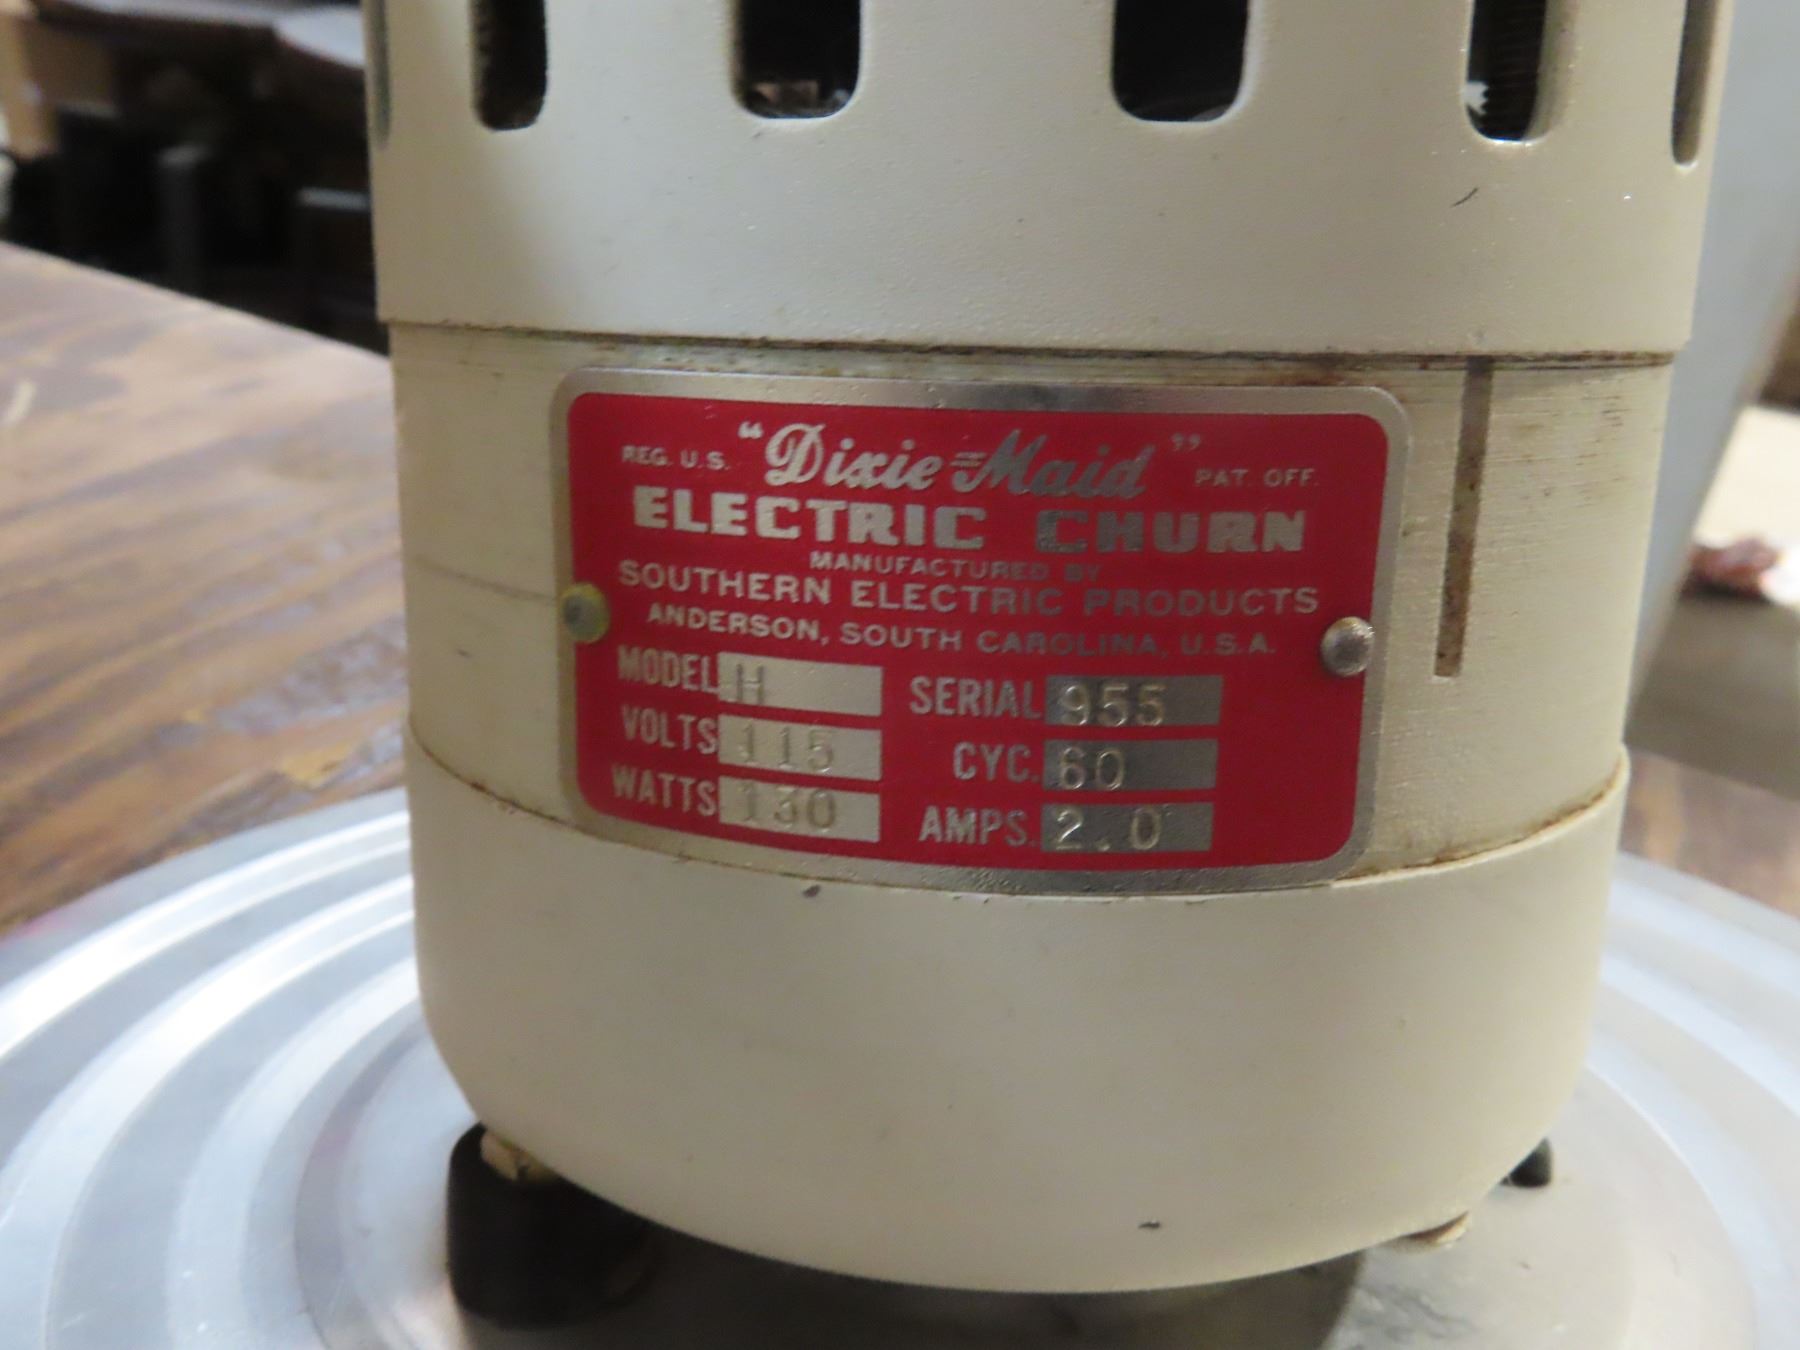 REG. U.S. "Dixie-Maid" PAT. OFF.
ELECTRIC CHURN
MANUFACTURED BY
SOUTHERN ELECTRIC PRODUCTS
ANDERSON, SOUTH CAROLINA, U.S.A.
MODEL H SERIAL 955
VOLTS 115 CYC. 60
WATTS 130 AMPS. 2.0